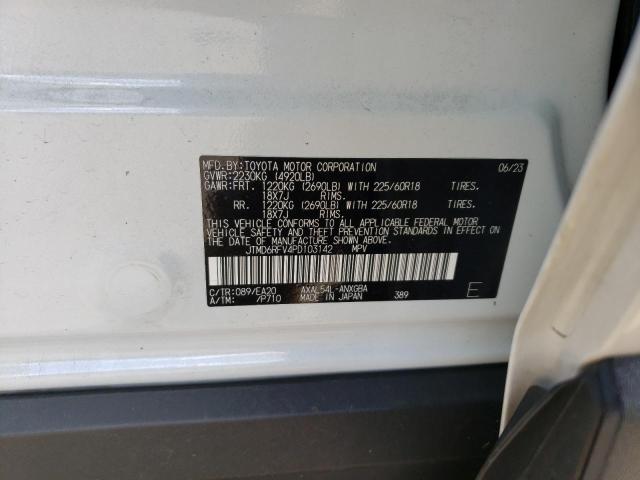 MFD.BY:TOYOTA MOTOR CORPORATION 06/23
GVWR:2230KG (4920LB)
GAWR:FRT. 1220KG (2690LB) WITH 225/60R18 TIRES.
18X7J RIMS.
RR. 1220KG (2690LB) WITH 225/60R18 TIRES.
18X7J RIMS.
THIS VEHICLE CONFORMS TO ALL APPLICABLE FEDERAL MOTOR
VEHICLE SAFETY, BUMPER, AND THEFT PREVENTION STANDARDS
IN EFFECT ON THE DATE OF MANUFACTURE SHOWN ABOVE.
JTMD6RFV4PD103142 MPV
C/TR:089/EA20 AXAL54L-ANXGBA
A/TM: /P710 MADE IN JAPAN 389 E